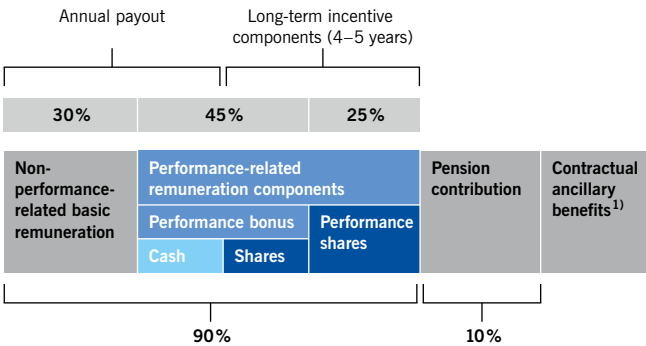 Annual payout
Long-term incentive
components (4–5 years)
30%
45%
25%
Non-
performance-
related basic
remuneration
Performance-related
remuneration components
Performance bonus
Cash
Shares
Performance
shares
Pension
contribution
Contractual
ancillary
benefits1)
90%
10%